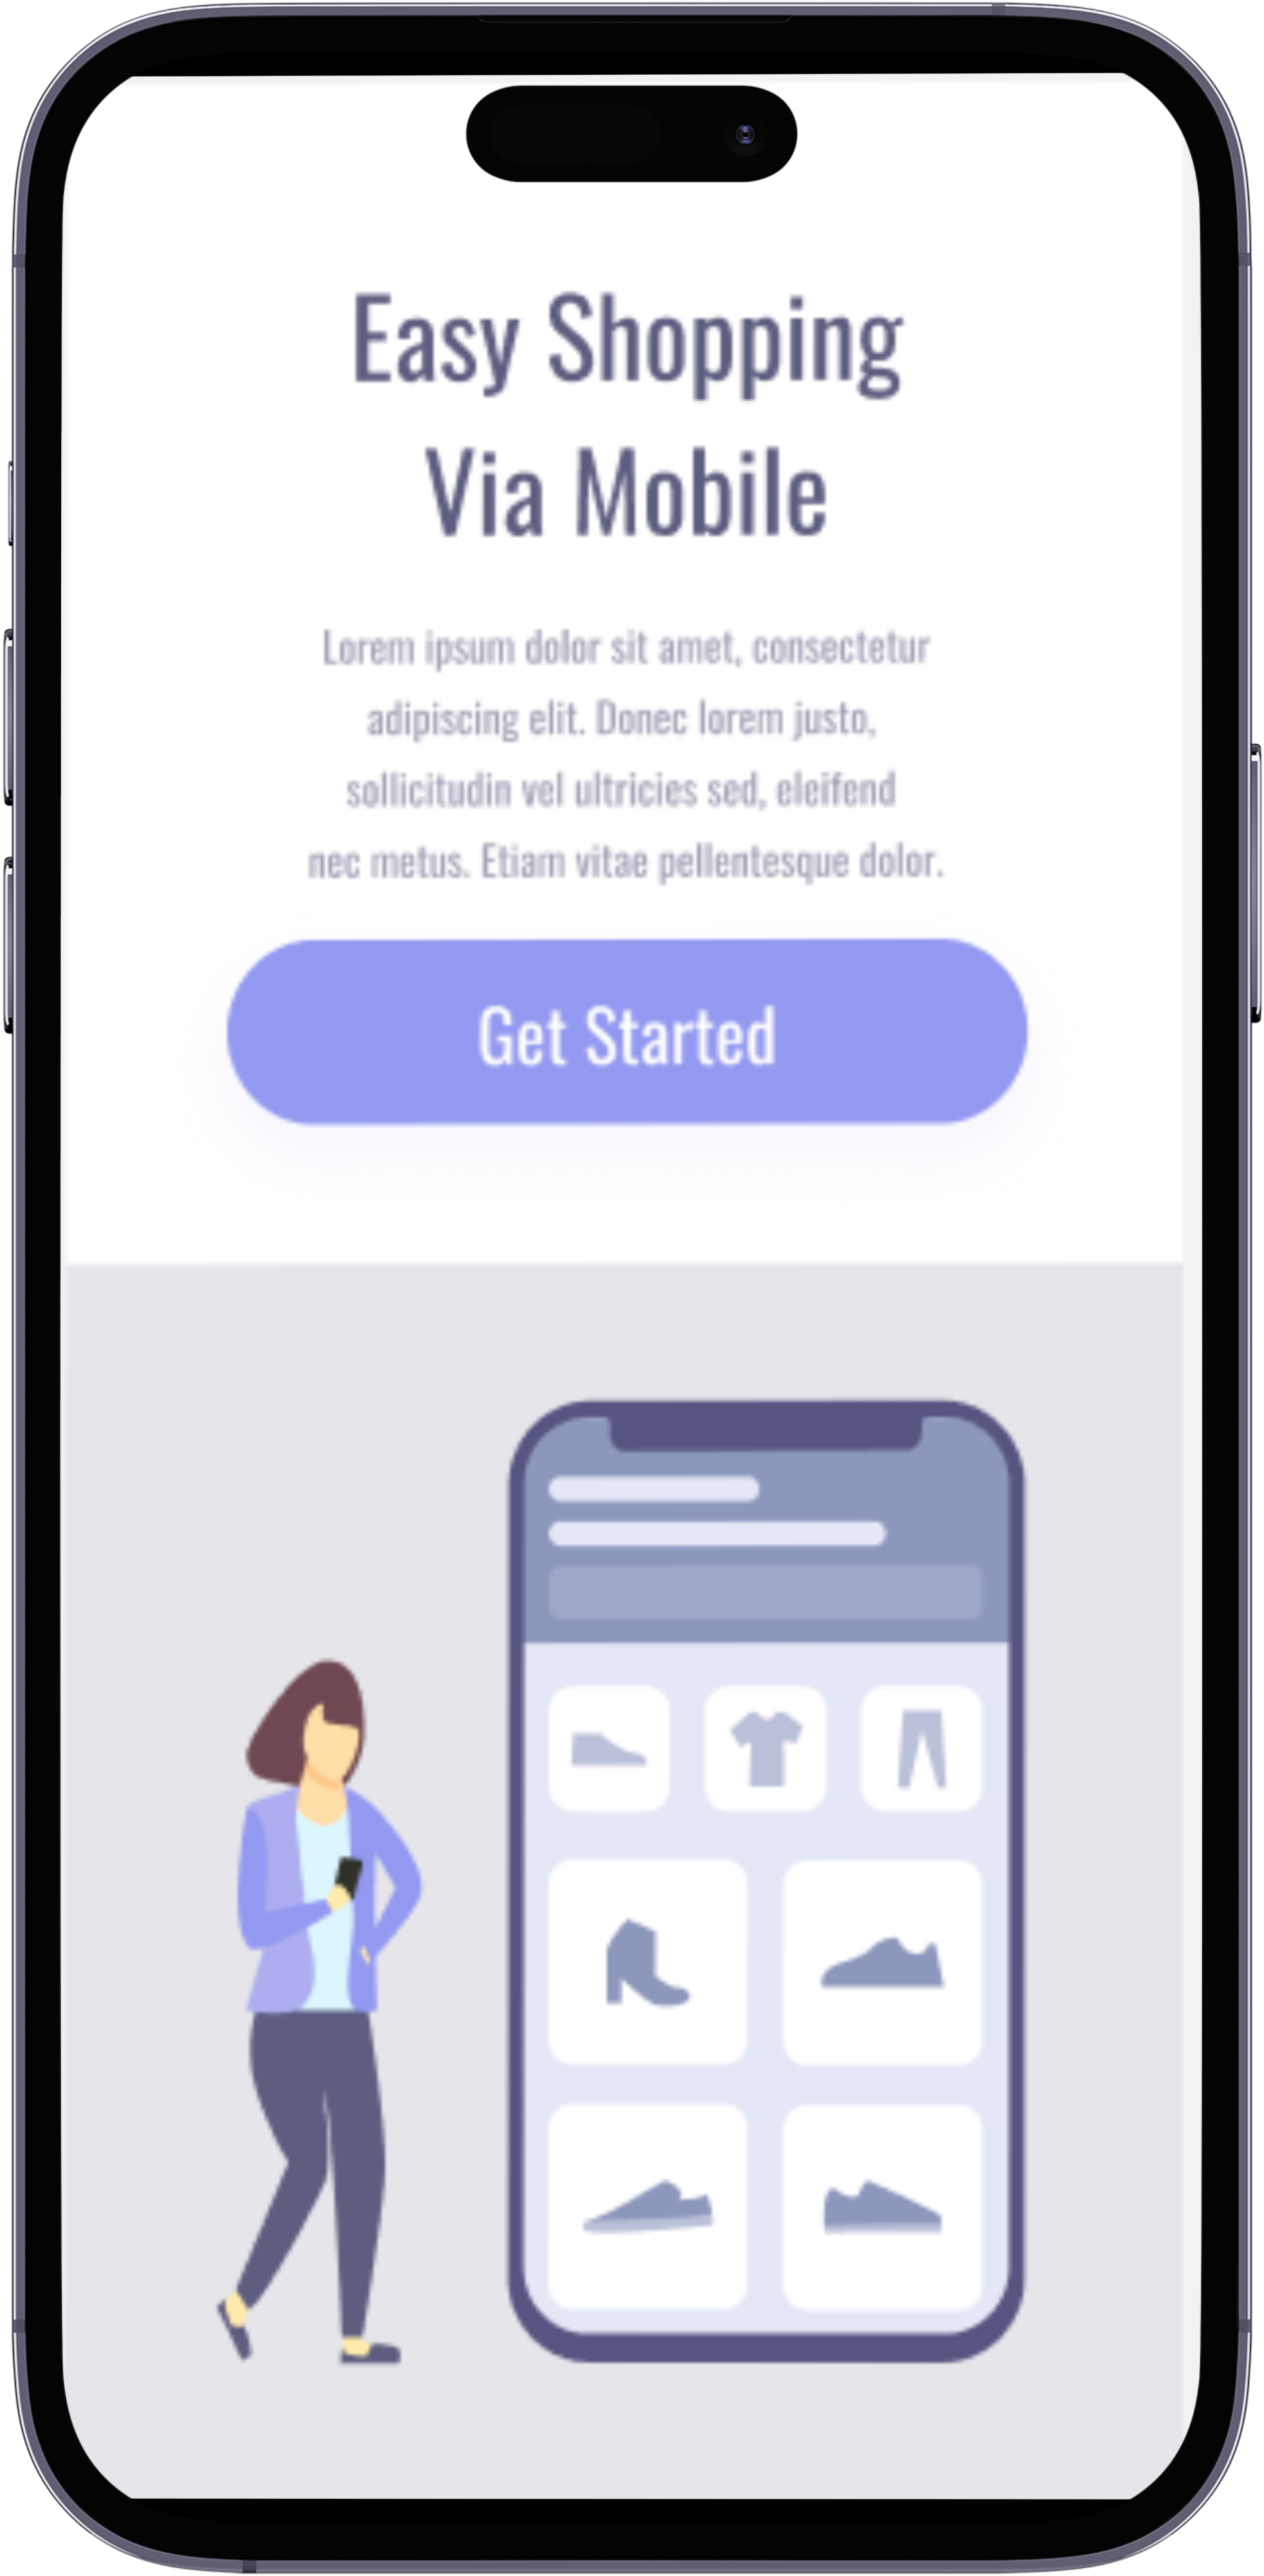 Easy Shopping
Via Mobile
Lorem ipsum dolor sit amet, consectetur
adipiscing elit. Donec lorem justo,
sollicitudin vel ultricies sed, eleifend
nec metus. Etiam vitae pellentesque dolor.
Get Started